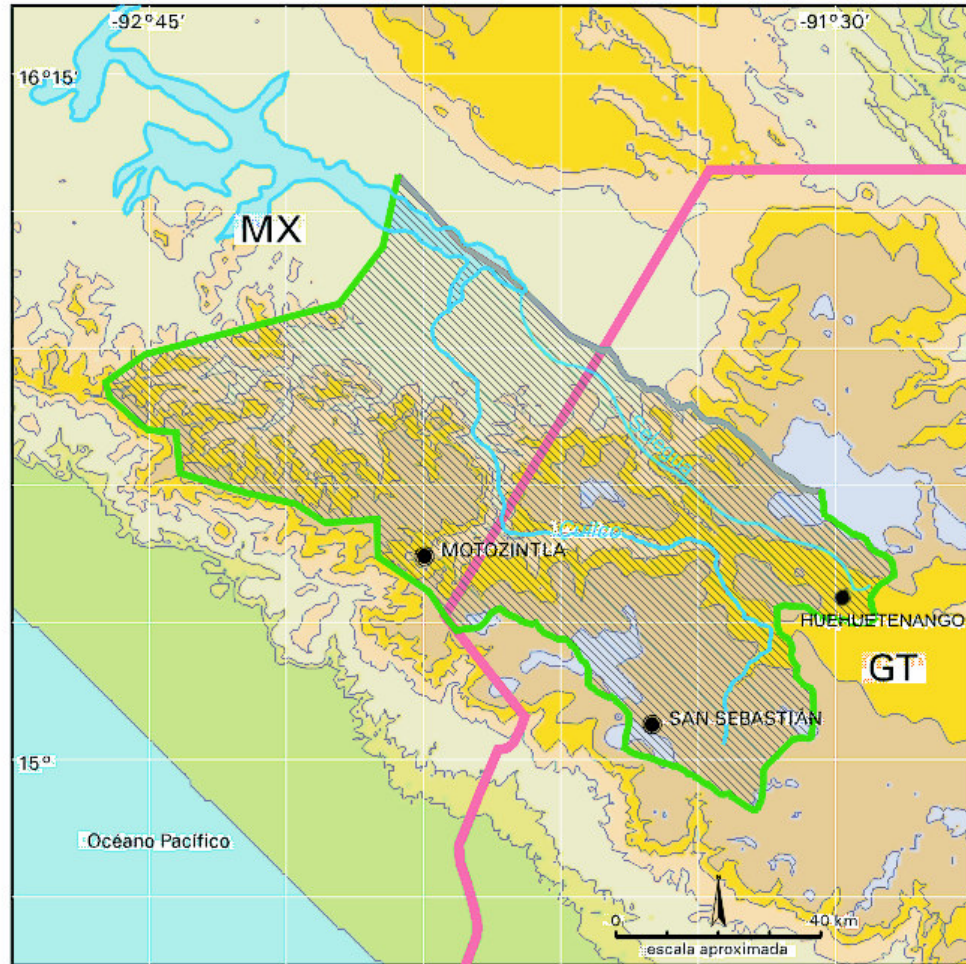 -92°45′
-91°30′
16°15′
MX
Selegua
MOTOZINTLA
HUEHUETENANGO
GT
SAN SEBASTIÁN
15°
Océano Pacífico
0
40 km
escala aproximada